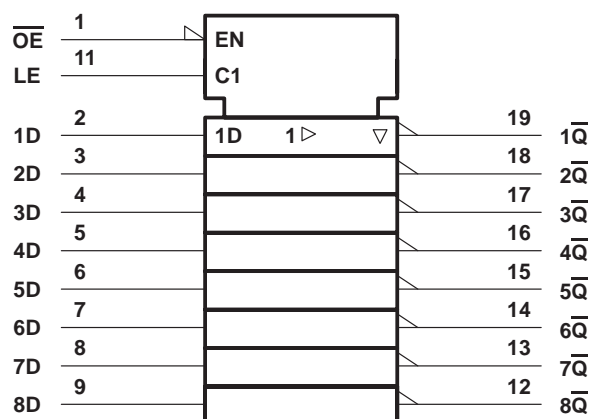 O̅E̅ 1 EN
LE 11 C1
1D 2 1D 1 ▷ ▽ 19 1Q̅
2D 3 18 2Q̅
3D 4 17 3Q̅
4D 5 16 4Q̅
5D 6 15 5Q̅
6D 7 14 6Q̅
7D 8 13 7Q̅
8D 9 12 8Q̅